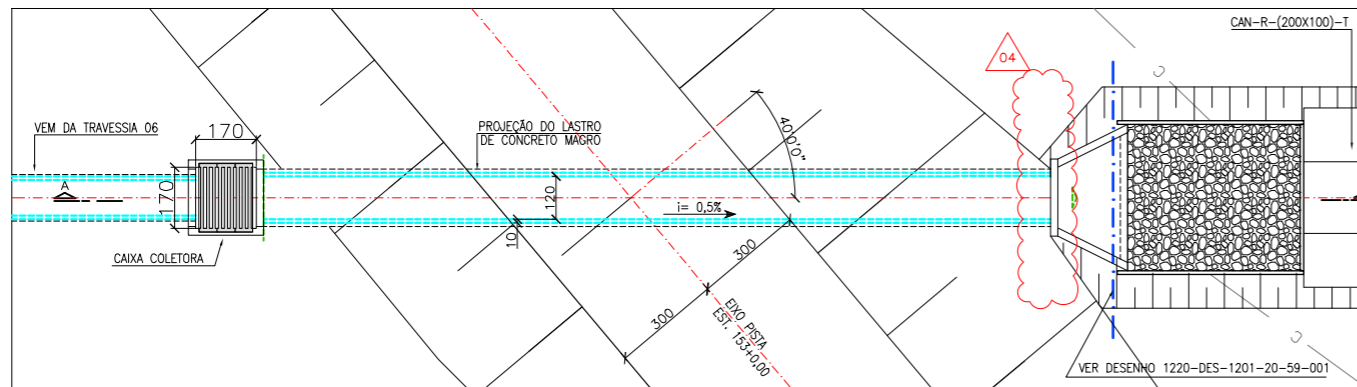 CAN-R-(200X100)-T
04
VEM DA TRAVESSIA 06
170
170
A
PROJEÇÃO DO LASTRO
DE CONCRETO MAGRO
40°0'0"
120
i= 0,5%
10
CAIXA COLETORA
300
300
EIXO PISTA
EST. 153+0,00
VER DESENHO 1220-DES-1201-20-59-001